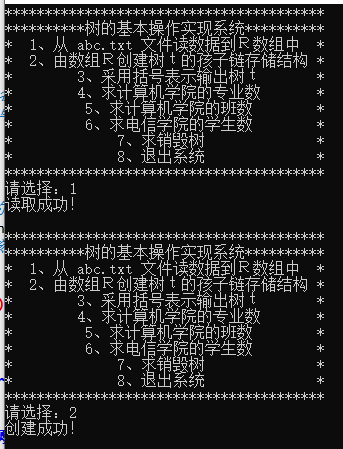 ****************************************
**********树的基本操作实现系统**********
*  1、从 abc.txt 文件读数据到Ｒ数组中  *
*  2、由数组Ｒ创建树ｔ的孩子链存储结构 *
*        3、采用括号表示输出树ｔ       *
*        4、求计算机学院的专业数       *
*         5、求计算机学院的班数        *
*         6、求电信学院的学生数        *
*             7、求销毁树              *
*             8、退出系统              *
****************************************
请选择：1
读取成功!
****************************************
**********树的基本操作实现系统**********
*  1、从 abc.txt 文件读数据到Ｒ数组中  *
*  2、由数组Ｒ创建树ｔ的孩子链存储结构 *
*        3、采用括号表示输出树ｔ       *
*        4、求计算机学院的专业数       *
*         5、求计算机学院的班数        *
*         6、求电信学院的学生数        *
*             7、求销毁树              *
*             8、退出系统              *
****************************************
请选择：2
创建成功!